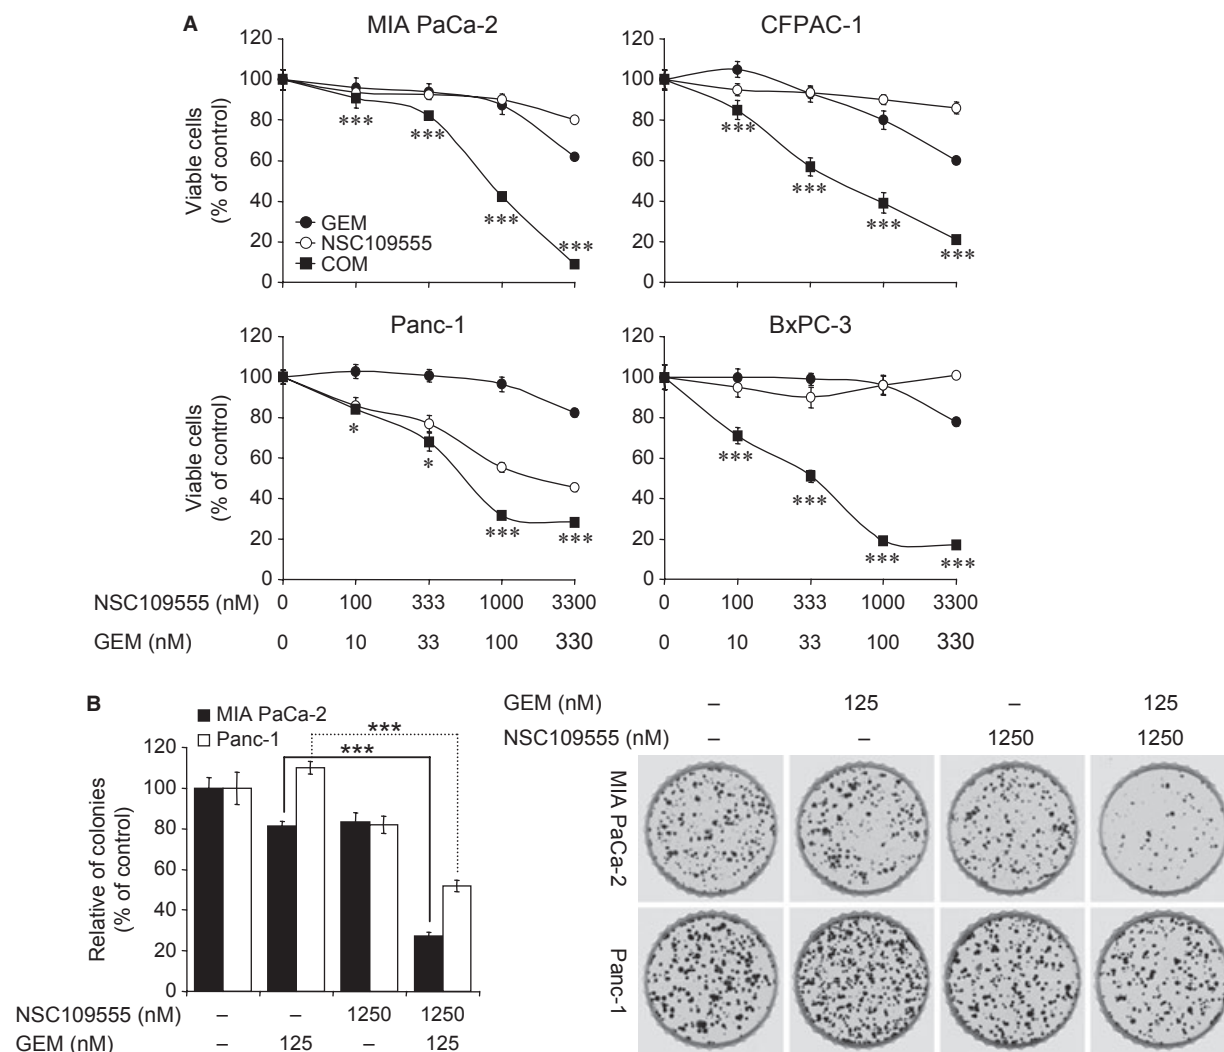 A
MIA PaCa-2
CFPAC-1
120
100
80
60
40
20
0
Viable cells
(% of control)
GEM
NSC109555
COM
***
***
***
***
120
100
80
60
40
20
0
***
***
***
***
Panc-1
BxPC-3
120
100
80
60
40
20
0
Viable cells
(% of control)
*
*
***
***
120
100
80
60
40
20
0
***
***
***
***
NSC109555 (nM) 0 100 333 1000 3300 0 100 333 1000 3300
GEM (nM) 0 10 33 100 330 0 10 33 100 330
B
MIA PaCa-2
Panc-1
***
***
120
100
80
60
40
20
0
Relative of colonies
(% of control)
NSC109555 (nM) – – 1250 1250
GEM (nM) – 125 – 125
GEM (nM) – 125 – 125
NSC109555 (nM) – – 1250 1250
MIA PaCa-2
Panc-1